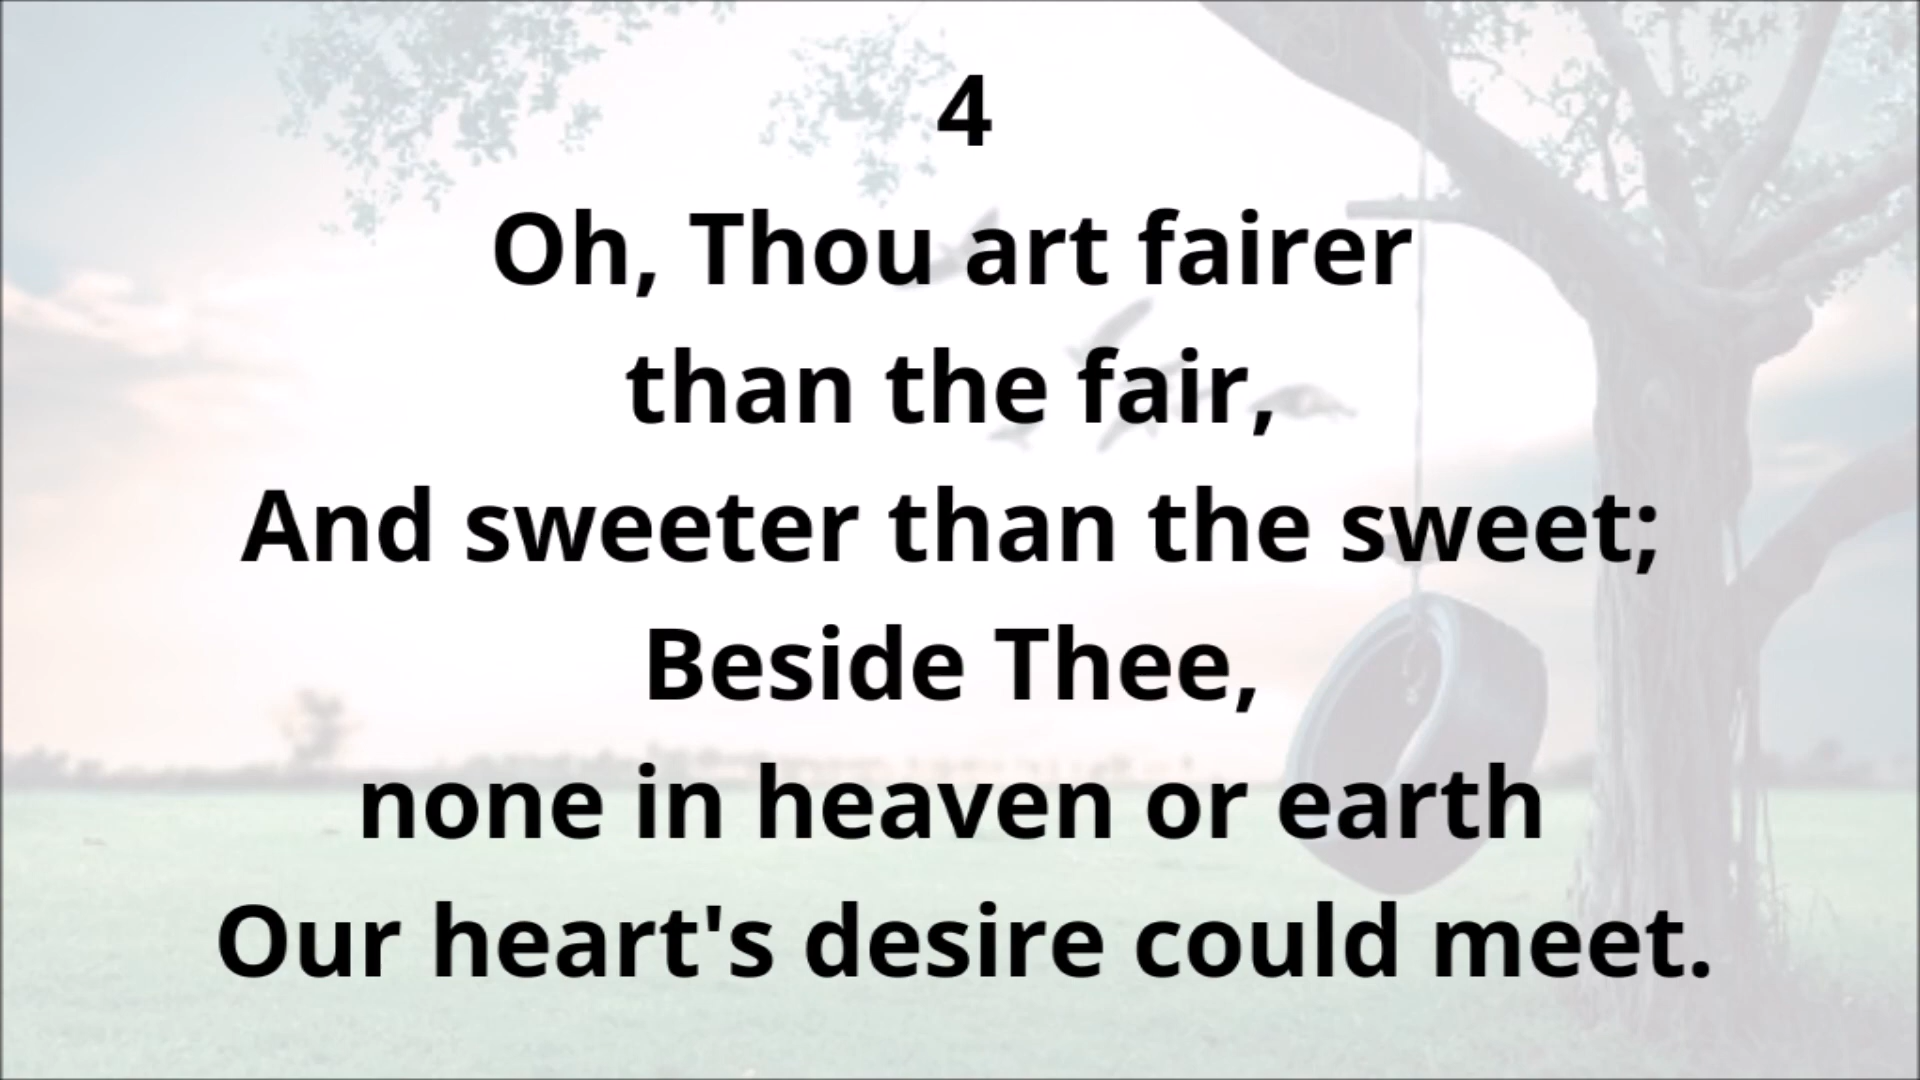 4
Oh, Thou art fairer
than the fair,
And sweeter than the sweet;
Beside Thee,
none in heaven or earth
Our heart's desire could meet.